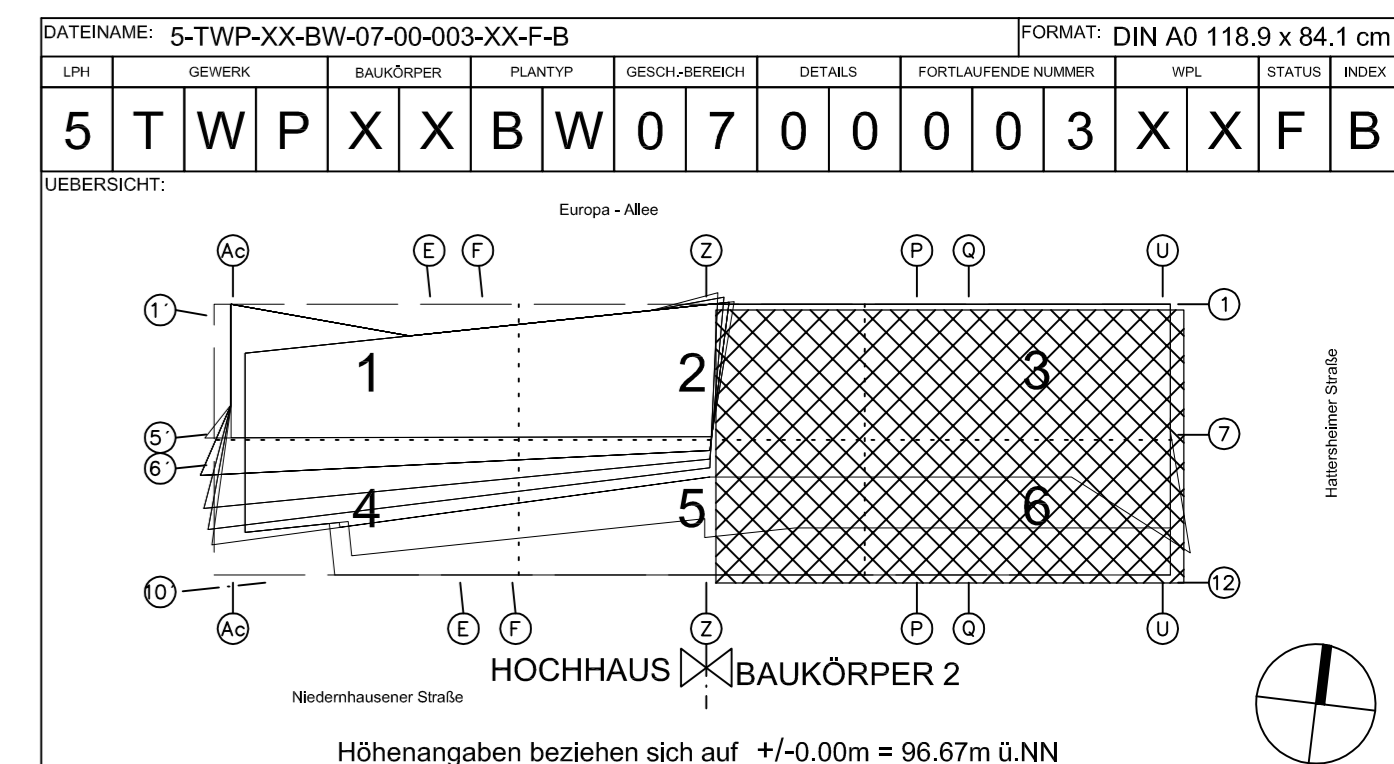 DATEINAME: 5-TWP-XX-BW-07-00-003-XX-F-B FORMAT: DIN A0 118.9 x 84.1 cm
LPH GEWERK BAUKÖRPER PLANTYP GESCH.-BEREICH DETAILS FORTLAUFENDE NUMMER WPL STATUS INDEX
5 T W P X X B W 0 7 0 0 0 0 3 X X F B
UEBERSICHT:
Europa - Allee
Ac E F Z P Q U
1´ 1
1 2 3
Hattersheimer Straße
5´ 7
6´
4 5 6
10´ 12
Ac E F Z P Q U
HOCHHAUS BAUKÖRPER 2
Niedernhausener Straße
Höhenangaben beziehen sich auf +/-0.00m = 96.67m ü.NN